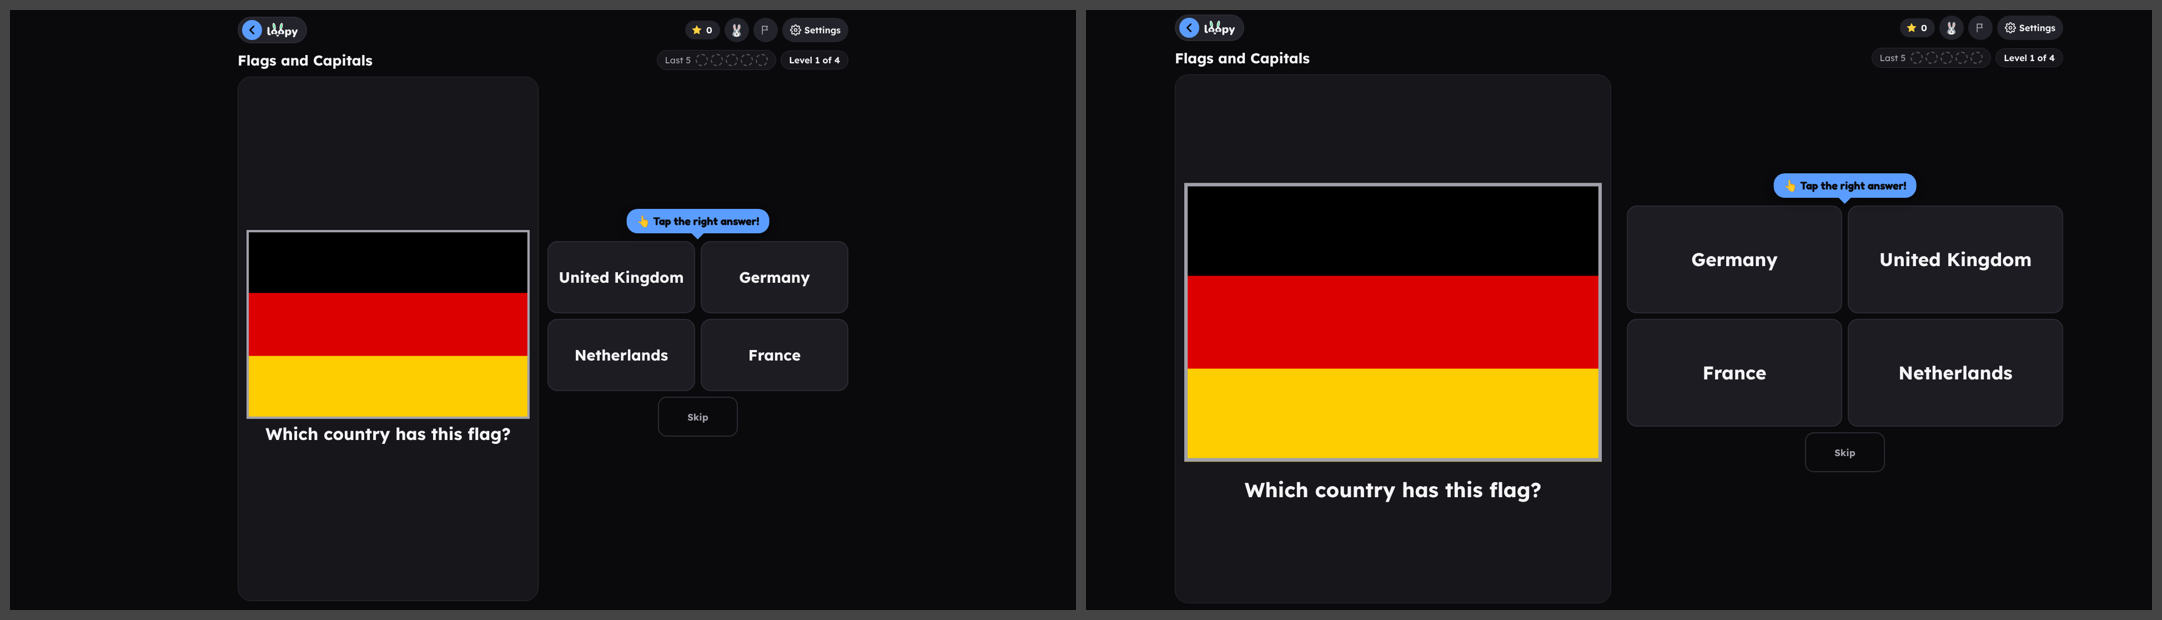 loopy
0
Settings
Flags and Capitals
Last 5
Level 1 of 4
Which country has this flag?
Tap the right answer!
United Kingdom
Germany
Netherlands
France
Skip
loopy
0
Settings
Flags and Capitals
Last 5
Level 1 of 4
Which country has this flag?
Tap the right answer!
Germany
United Kingdom
France
Netherlands
Skip